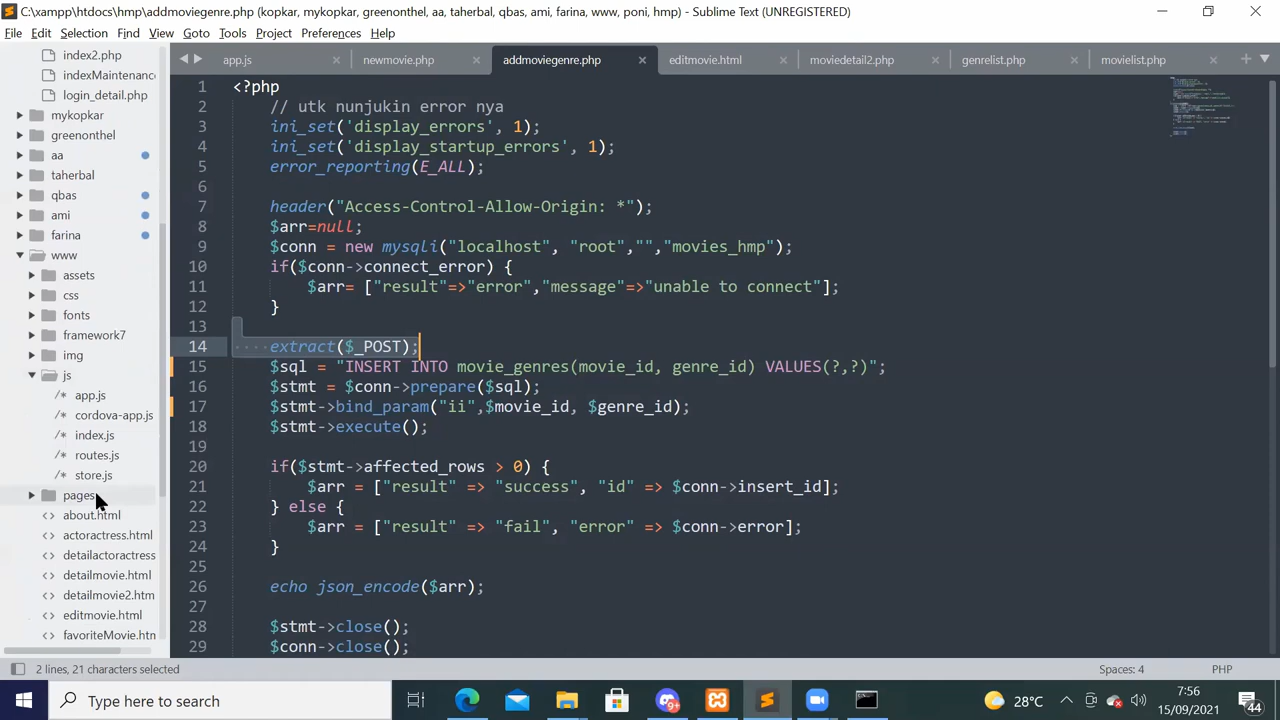 C:\xampp\htdocs\hmp\addmoviegenre.php (kopkar, mykopkar, greenonthel, aa, taherbal, qbas, ami, farina, www, poni, hmp) - Sublime Text (UNREGISTERED)
File Edit Selection Find View Goto Tools Project Preferences Help
app.js newmovie.php addmoviegenre.php editmovie.html moviedetail2.php genrelist.php movielist.php
index2.php
indexMaintenanc
login_detail.php
mykopkar
greenonthel
aa
taherbal
qbas
ami
farina
www
assets
css
fonts
framework7
img
js
app.js
cordova-app.js
index.js
routes.js
store.js
pages
about.html
actoractress.html
detailactoractress
detailmovie.html
detailmovie2.htm
editmovie.html
favoriteMovie.htn
1 <?php
2 // utk nunjukin error nya
3 ini_set('display_errors', 1);
4 ini_set('display_startup_errors', 1);
5 error_reporting(E_ALL);
6
7 header("Access-Control-Allow-Origin: *");
8 $arr=null;
9 $conn = new mysqli("localhost", "root","","movies_hmp");
10 if($conn->connect_error) {
11 $arr= ["result"=>"error","message"=>"unable to connect"];
12 }
13
14 extract($_POST);
15 $sql = "INSERT INTO movie_genres(movie_id, genre_id) VALUES(?,?)";
16 $stmt = $conn->prepare($sql);
17 $stmt->bind_param("ii",$movie_id, $genre_id);
18 $stmt->execute();
19
20 if($stmt->affected_rows > 0) {
21 $arr = ["result" => "success", "id" => $conn->insert_id];
22 } else {
23 $arr = ["result" => "fail", "error" => $conn->error];
24 }
25
26 echo json_encode($arr);
27
28 $stmt->close();
29 $conn->close();
2 lines, 21 characters selected Spaces: 4 PHP
Type here to search 28°C 7:56
15/09/2021 44